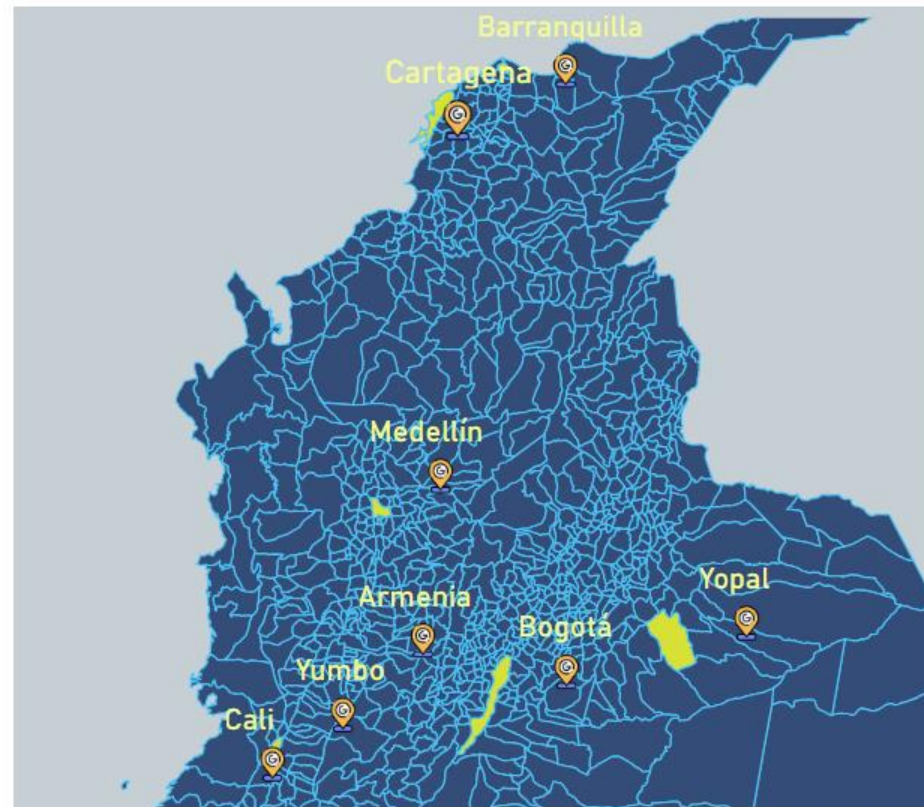 Barranquilla
G
Cartagena
G
Medellín
G
Armenia
G
Yopal
G
Bogotá
G
Yumbo
G
Cali
G